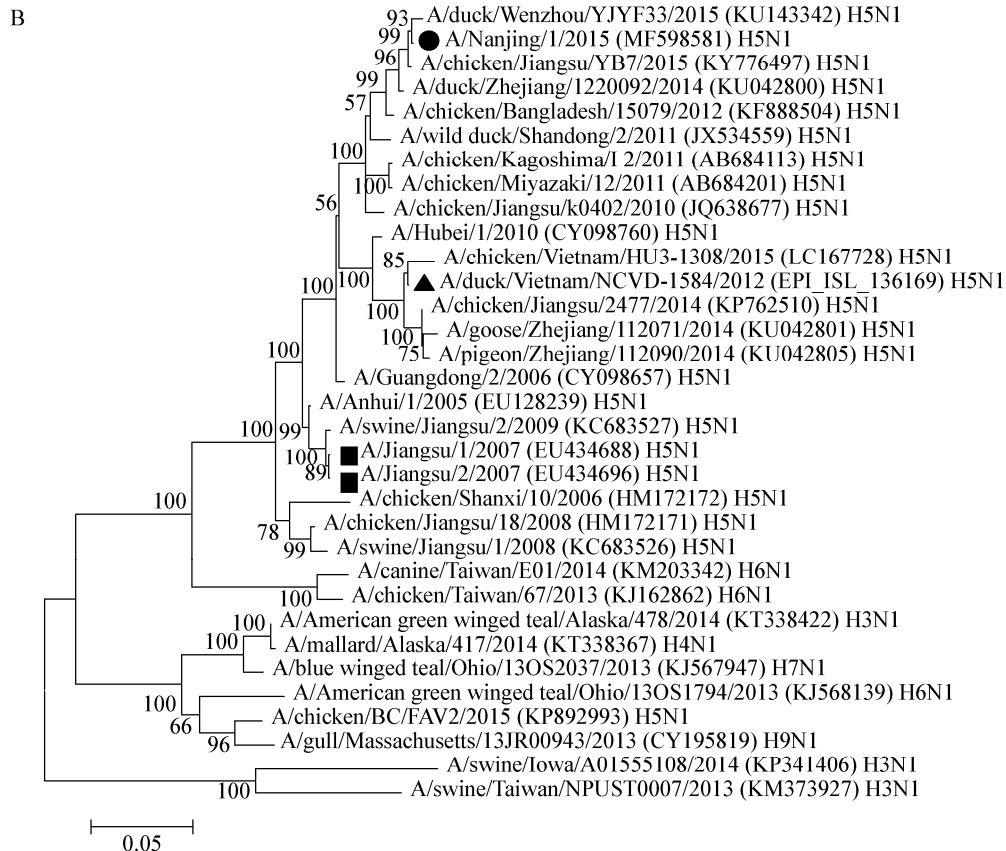 B
93
A/duck/Wenzhou/YJYF33/2015 (KU143342) H5N1
99
A/Nanjing/1/2015 (MF598581) H5N1
96
A/chicken/Jiangsu/YB7/2015 (KY776497) H5N1
99
A/duck/Zhejiang/1220092/2014 (KU042800) H5N1
57
A/chicken/Bangladesh/15079/2012 (KF888504) H5N1
A/wild duck/Shandong/2/2011 (JX534559) H5N1
100
A/chicken/Kagoshima/I 2/2011 (AB684113) H5N1
100
A/chicken/Miyazaki/12/2011 (AB684201) H5N1
56
A/chicken/Jiangsu/k0402/2010 (JQ638677) H5N1
A/Hubei/1/2010 (CY098760) H5N1
85
A/chicken/Vietnam/HU3-1308/2015 (LC167728) H5N1
100
A/duck/Vietnam/NCVD-1584/2012 (EPI_ISL_136169) H5N1
100
100
A/chicken/Jiangsu/2477/2014 (KP762510) H5N1
100
A/goose/Zhejiang/112071/2014 (KU042801) H5N1
75
A/pigeon/Zhejiang/112090/2014 (KU042805) H5N1
100
A/Guangdong/2/2006 (CY098657) H5N1
A/Anhui/1/2005 (EU128239) H5N1
100
99
A/swine/Jiangsu/2/2009 (KC683527) H5N1
100
A/Jiangsu/1/2007 (EU434688) H5N1
89
A/Jiangsu/2/2007 (EU434696) H5N1
100
A/chicken/Shanxi/10/2006 (HM172172) H5N1
78
A/chicken/Jiangsu/18/2008 (HM172171) H5N1
99
A/swine/Jiangsu/1/2008 (KC683526) H5N1
A/canine/Taiwan/E01/2014 (KM203342) H6N1
100
A/chicken/Taiwan/67/2013 (KJ162862) H6N1
100
A/American green winged teal/Alaska/478/2014 (KT338422) H3N1
100
A/mallard/Alaska/417/2014 (KT338367) H4N1
A/blue winged teal/Ohio/13OS2037/2013 (KJ567947) H7N1
100
A/American green winged teal/Ohio/13OS1794/2013 (KJ568139) H6N1
66
A/chicken/BC/FAV2/2015 (KP892993) H5N1
96
A/gull/Massachusetts/13JR00943/2013 (CY195819) H9N1
A/swine/Iowa/A01555108/2014 (KP341406) H3N1
100
A/swine/Taiwan/NPUST0007/2013 (KM373927) H3N1
0.05